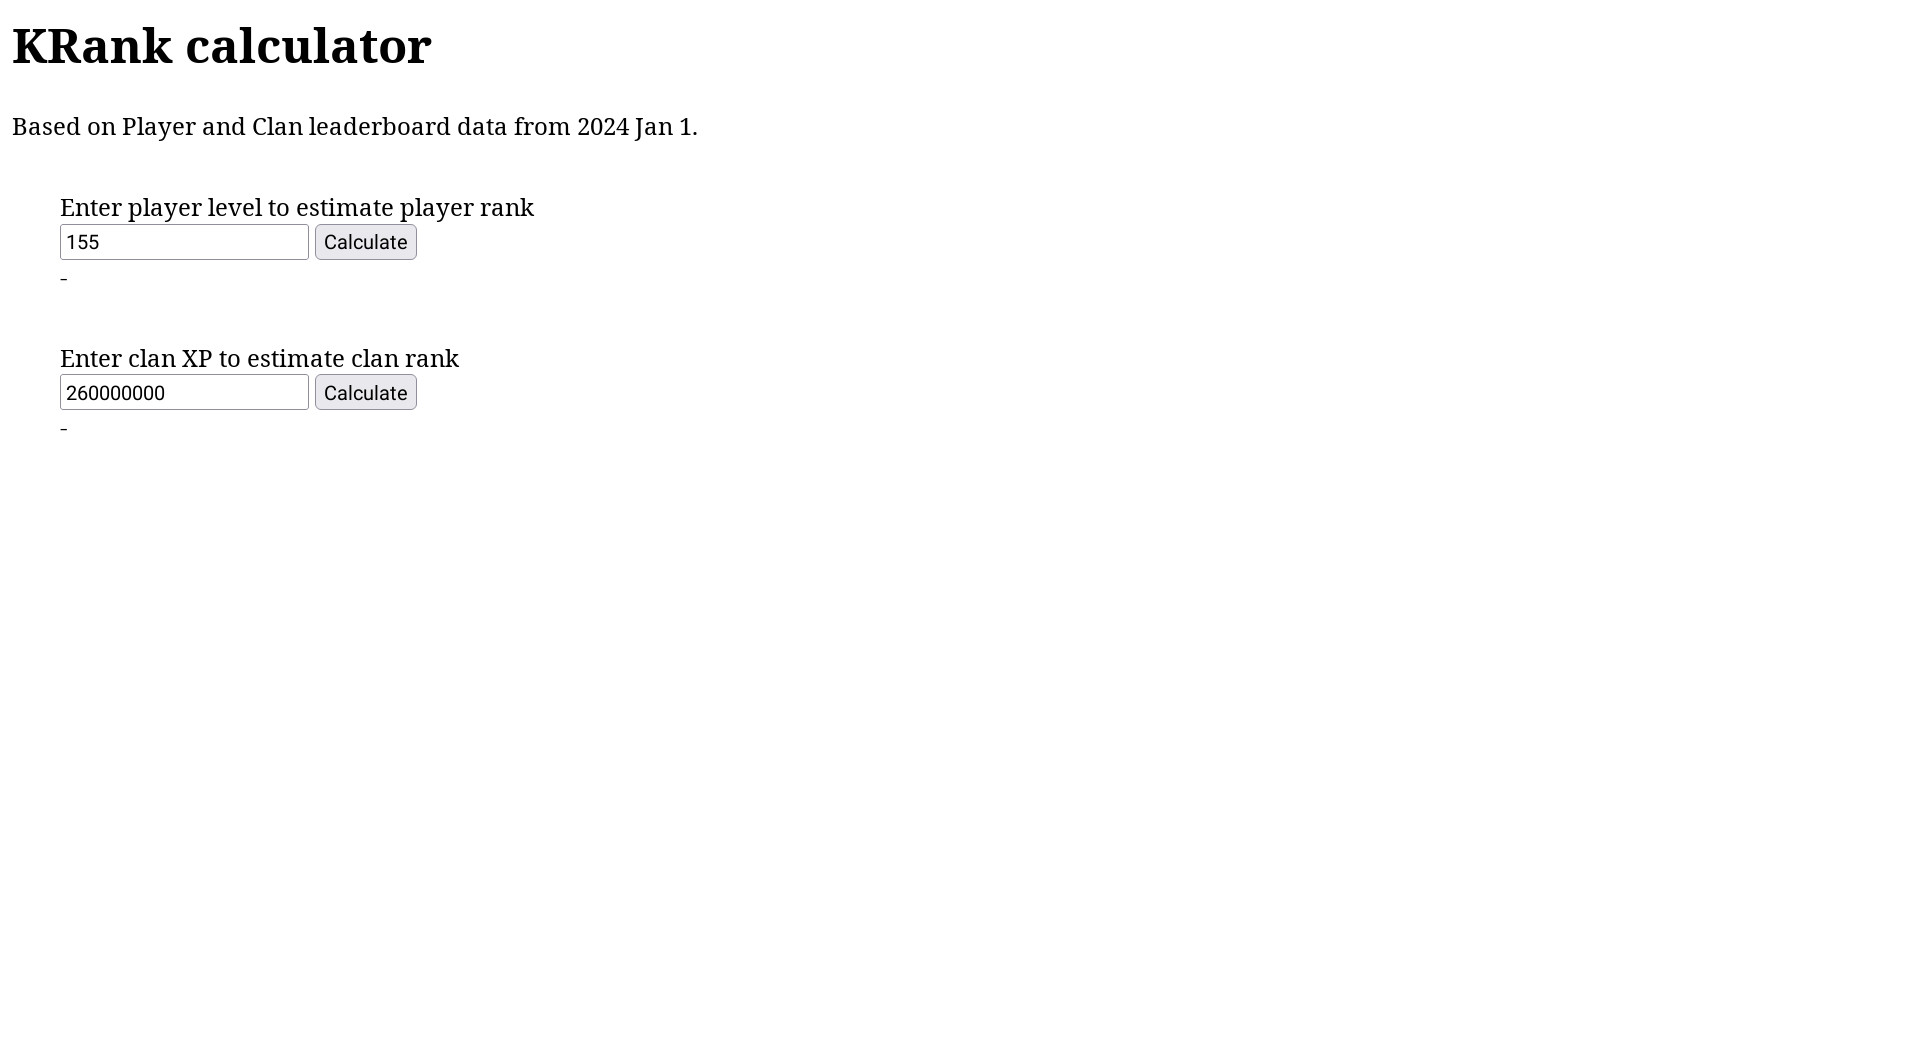 KRank calculator
Based on Player and Clan leaderboard data from 2024 Jan 1.
Enter player level to estimate player rank
155 Calculate
-
Enter clan XP to estimate clan rank
260000000 Calculate
-